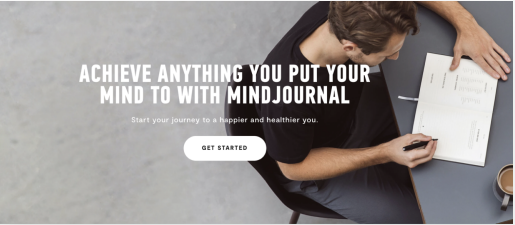 ACHIEVE ANYTHING YOU PUT YOUR
MIND TO WITH MINDJOURNAL
Start your journey to a happier and healthier you.
GET STARTED